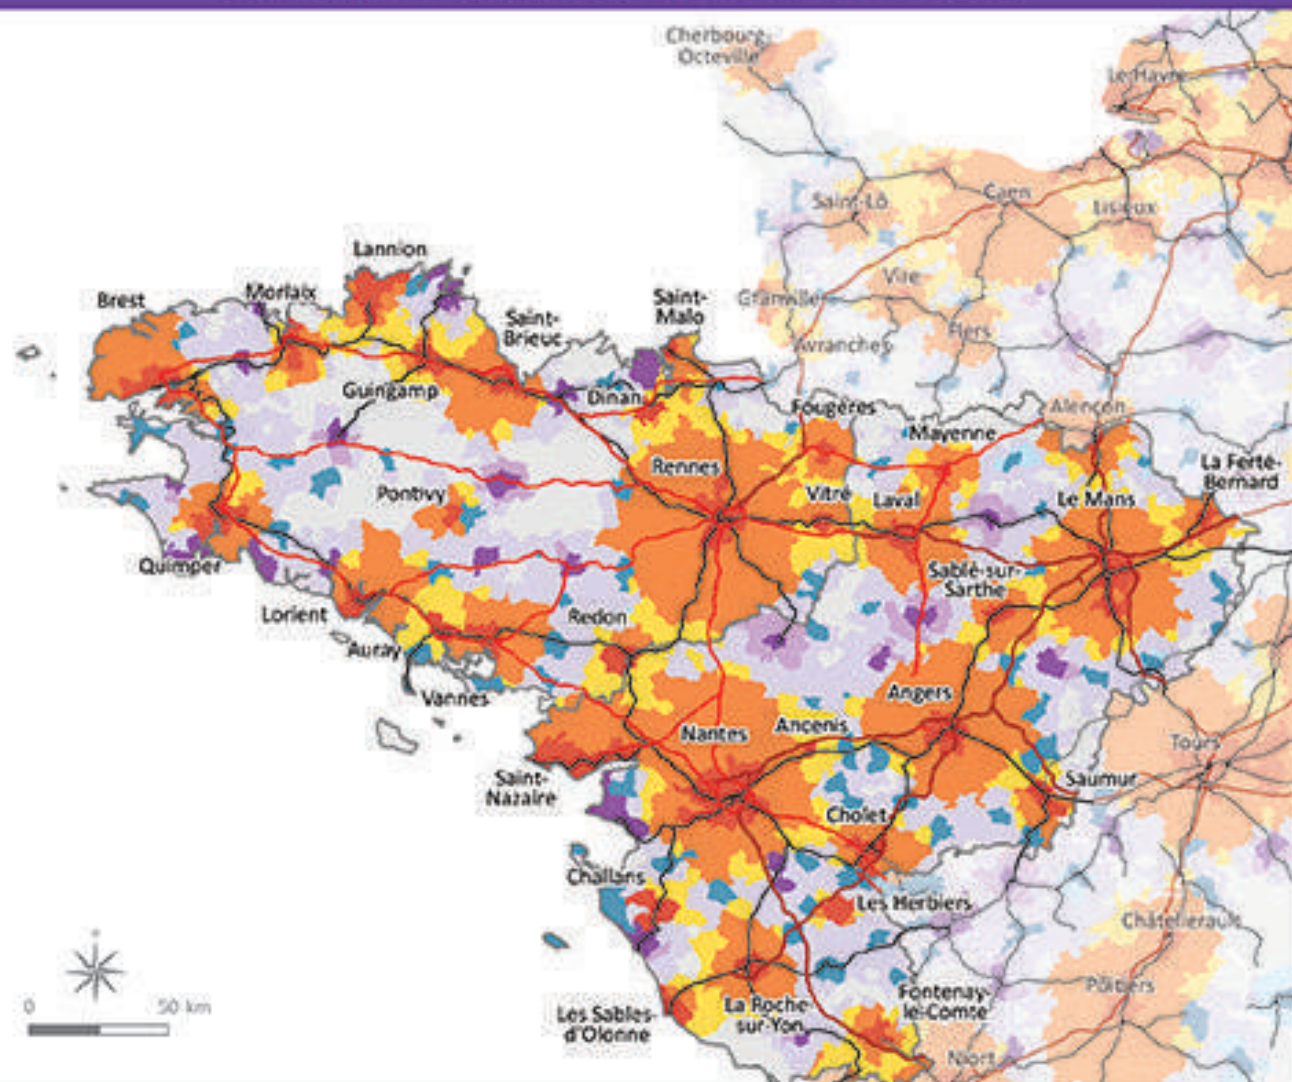 Cherbourg-
Octeville
Le Havre
Saint-Lô
Caen
Lisieux
Lannion
Brest
Morlaix
Saint-
Brieuc
Saint-
Malo
Granville
Vire
Flers
Avranches
Guingamp
Dinan
Fougères
Alençon
Mayenne
Rennes
La Ferté-
Bernard
Pontivy
Vitré
Laval
Le Mans
Quimper
Sablé-sur-
Sarthe
Lorient
Redon
Auray
Vannes
Angers
Nantes
Ancenis
Tours
Saint-
Nazaire
Saumur
Cholet
Challans
Les Herbiers
Châtellerault
Poitiers
0
50 km
La Roche-
sur-Yon
Fontenay-
le-Comte
Les Sables-
d'Olonne
Niort